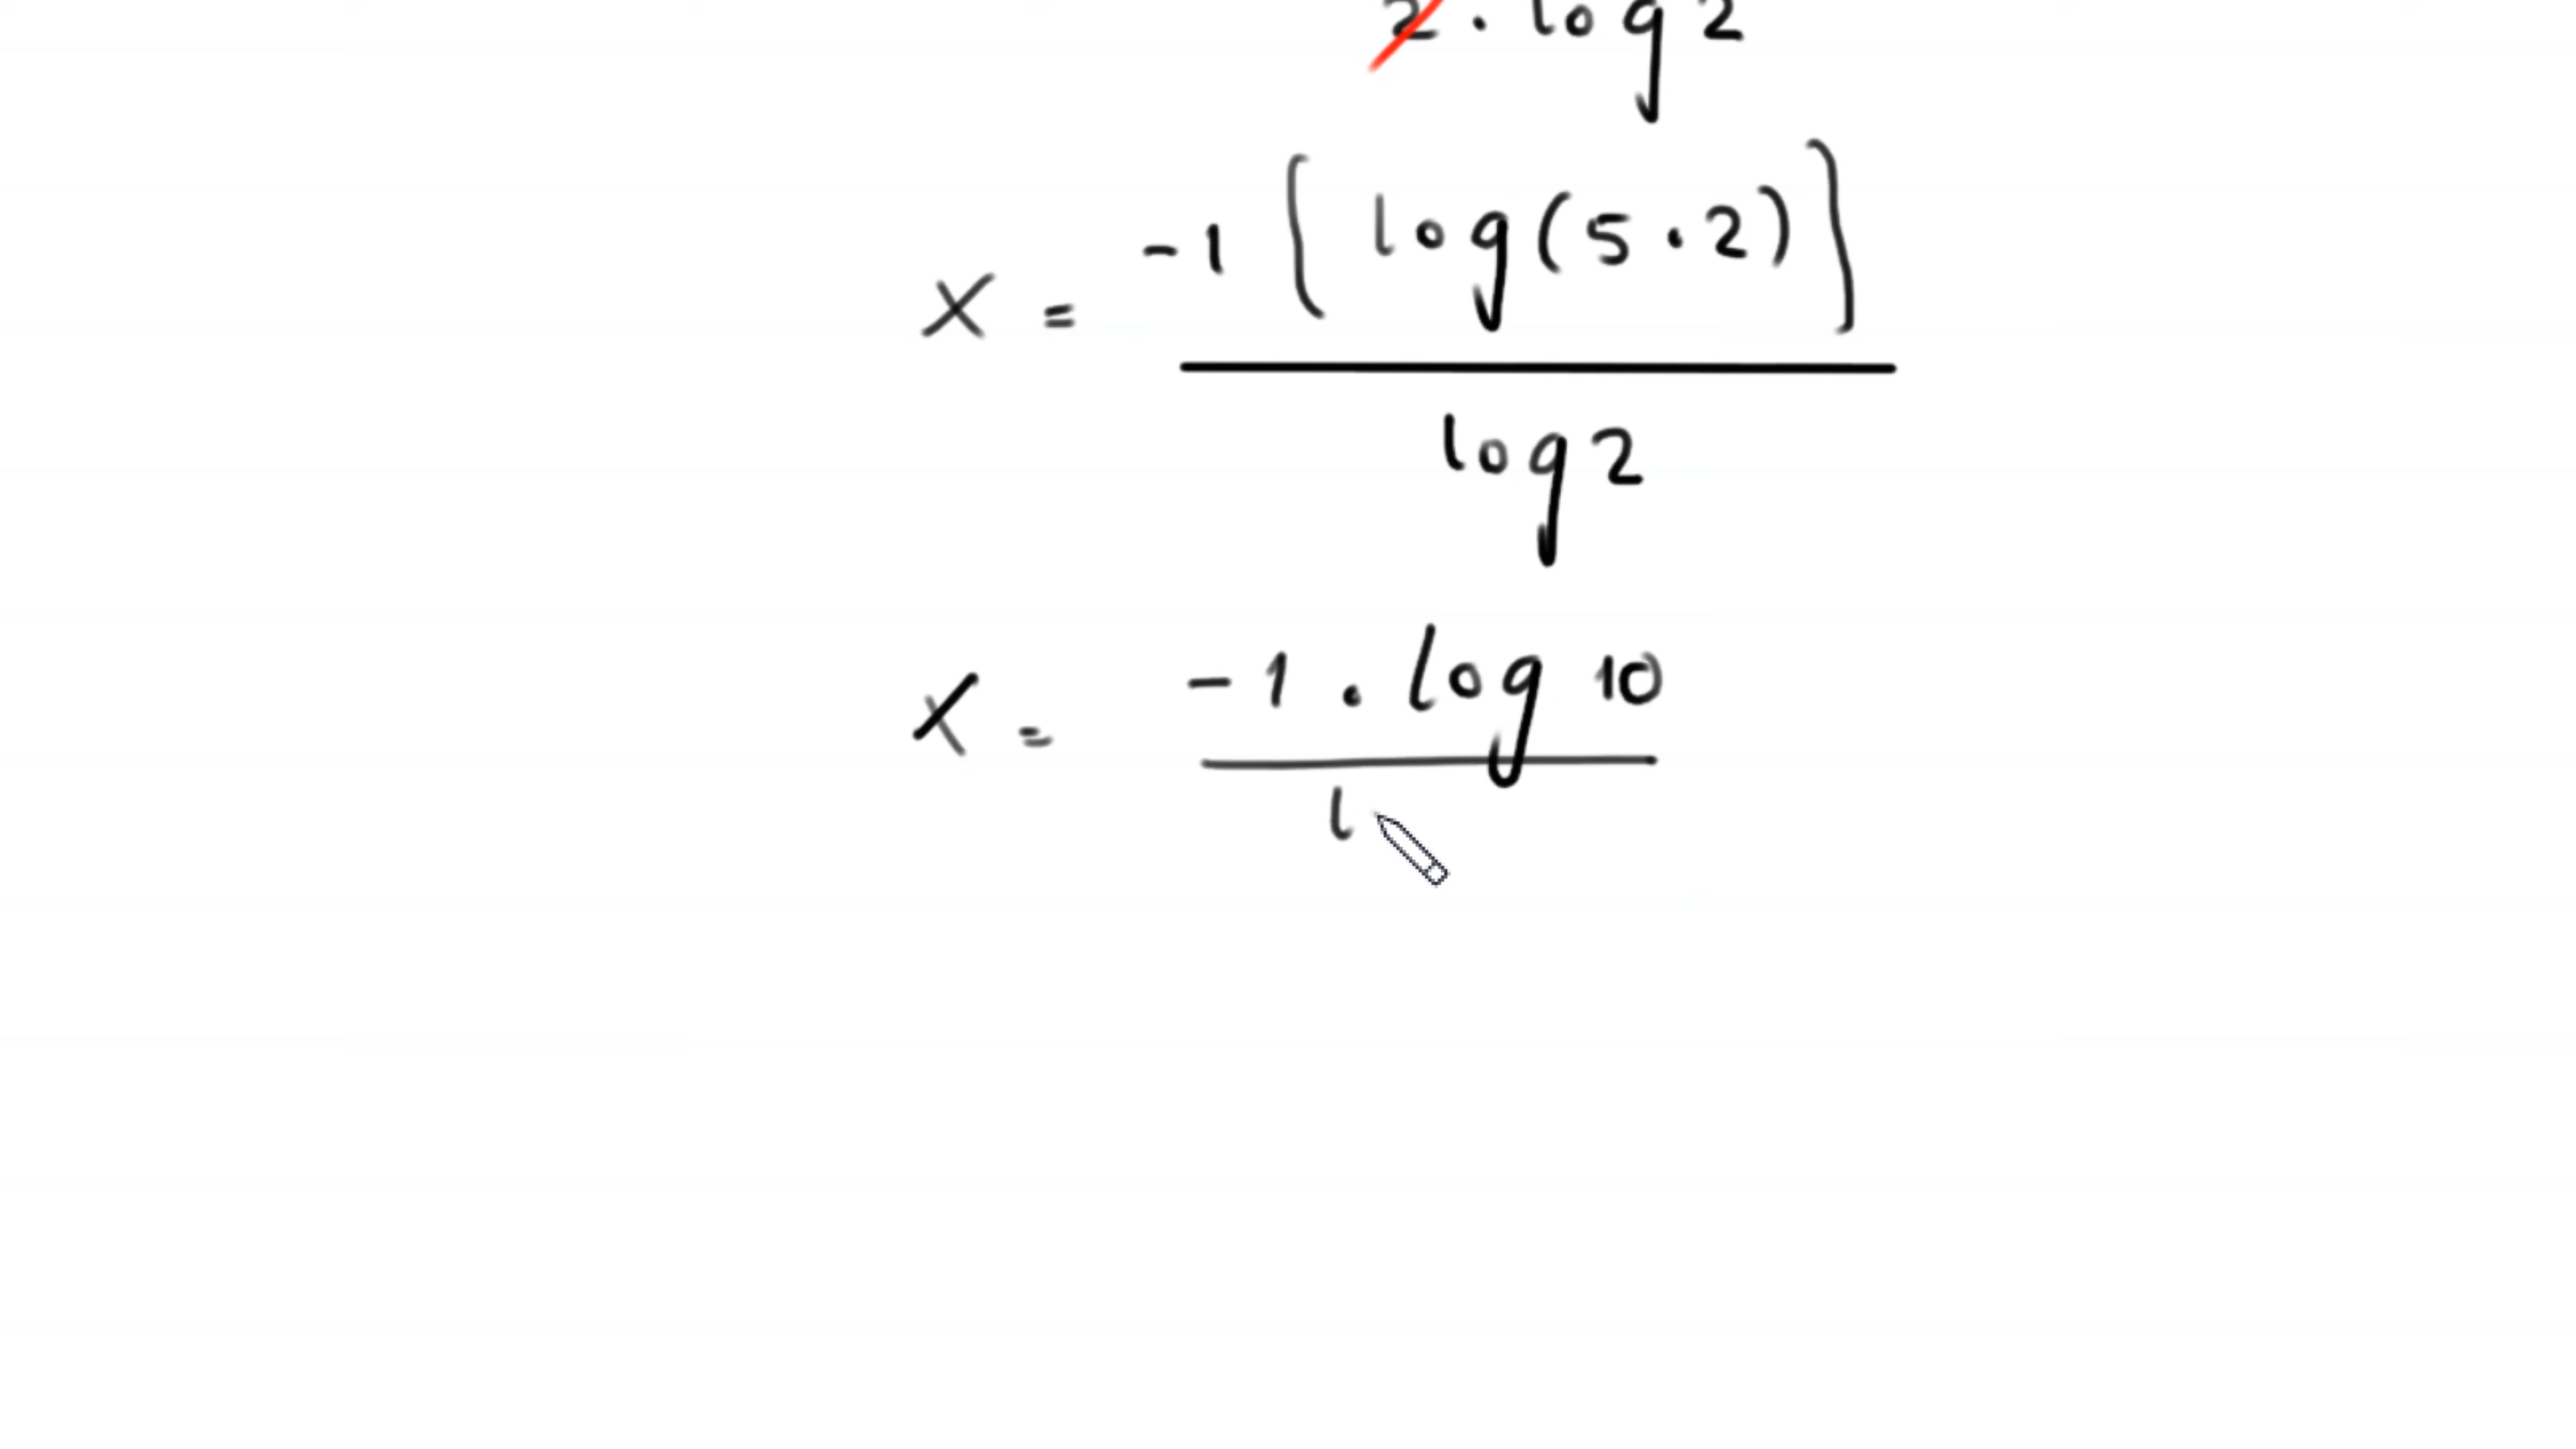 2 · log 2
x = -1 ( log(5·2) )
log 2
x = -1 . log 10
l